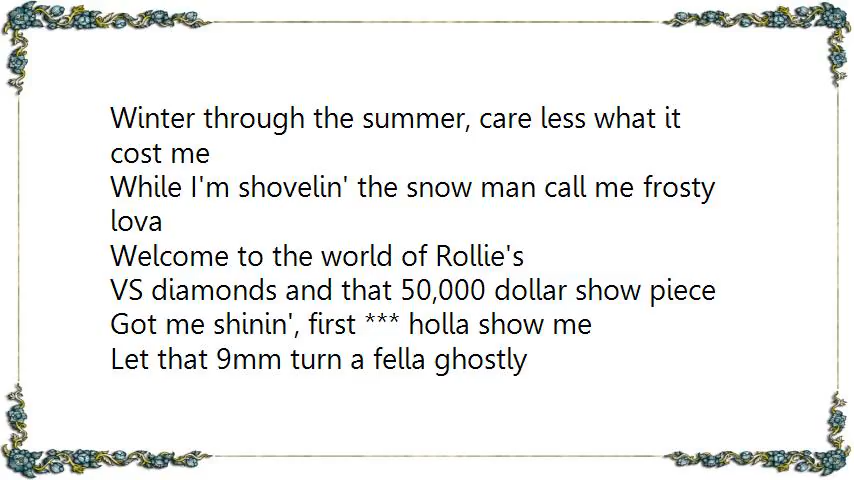 Winter through the summer, care less what it
cost me
While I'm shovelin' the snow man call me frosty
lova
Welcome to the world of Rollie's
VS diamonds and that 50,000 dollar show piece
Got me shinin', first *** holla show me
Let that 9mm turn a fella ghostly